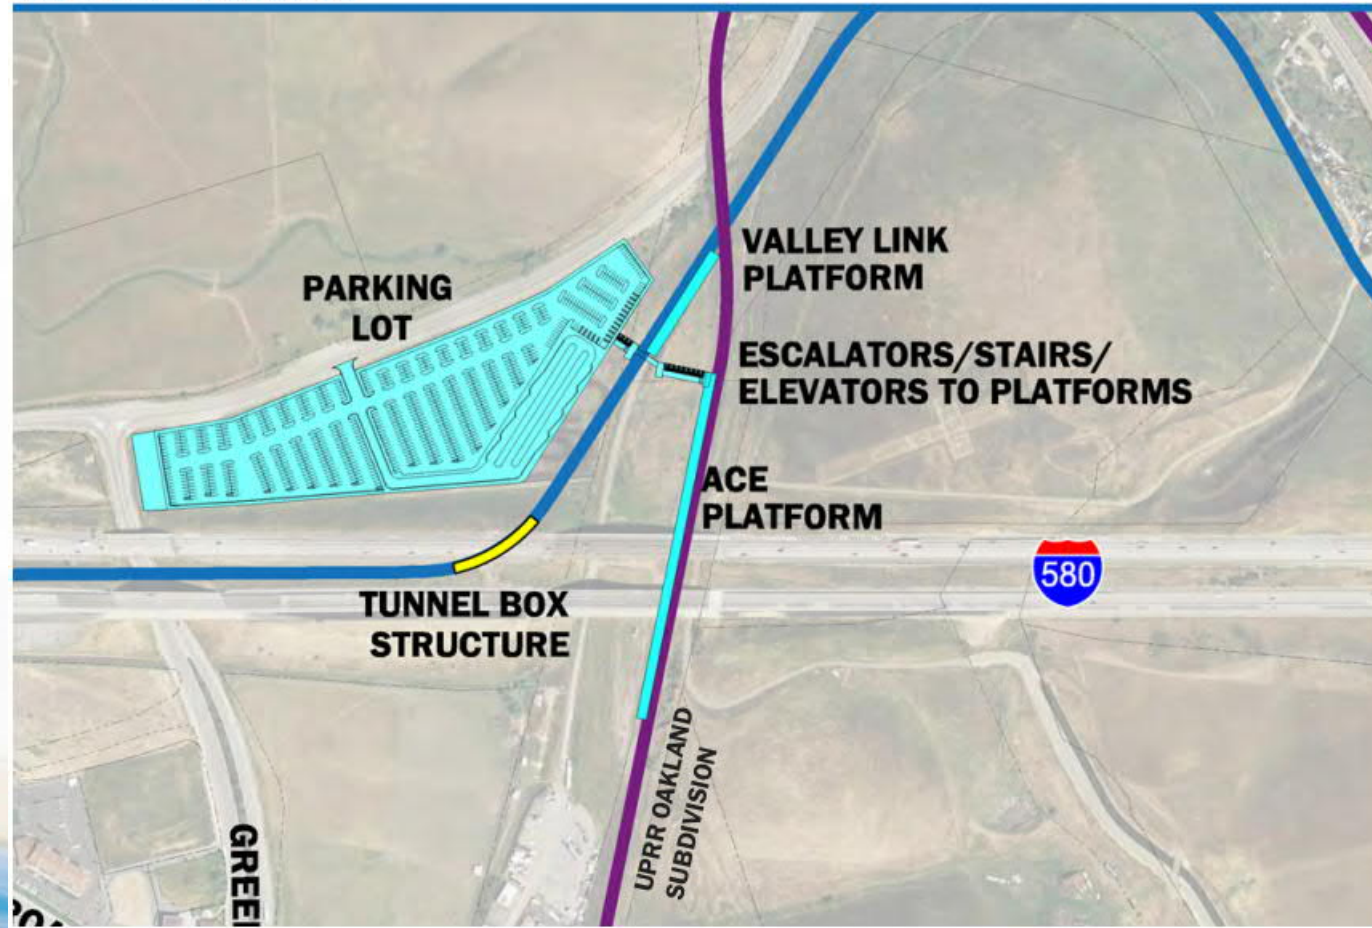 VALLEY LINK
PLATFORM
PARKING
LOT
ESCALATORS/STAIRS/
ELEVATORS TO PLATFORMS
ACE
PLATFORM
580
TUNNEL BOX
STRUCTURE
UPRR OAKLAND
SUBDIVISION